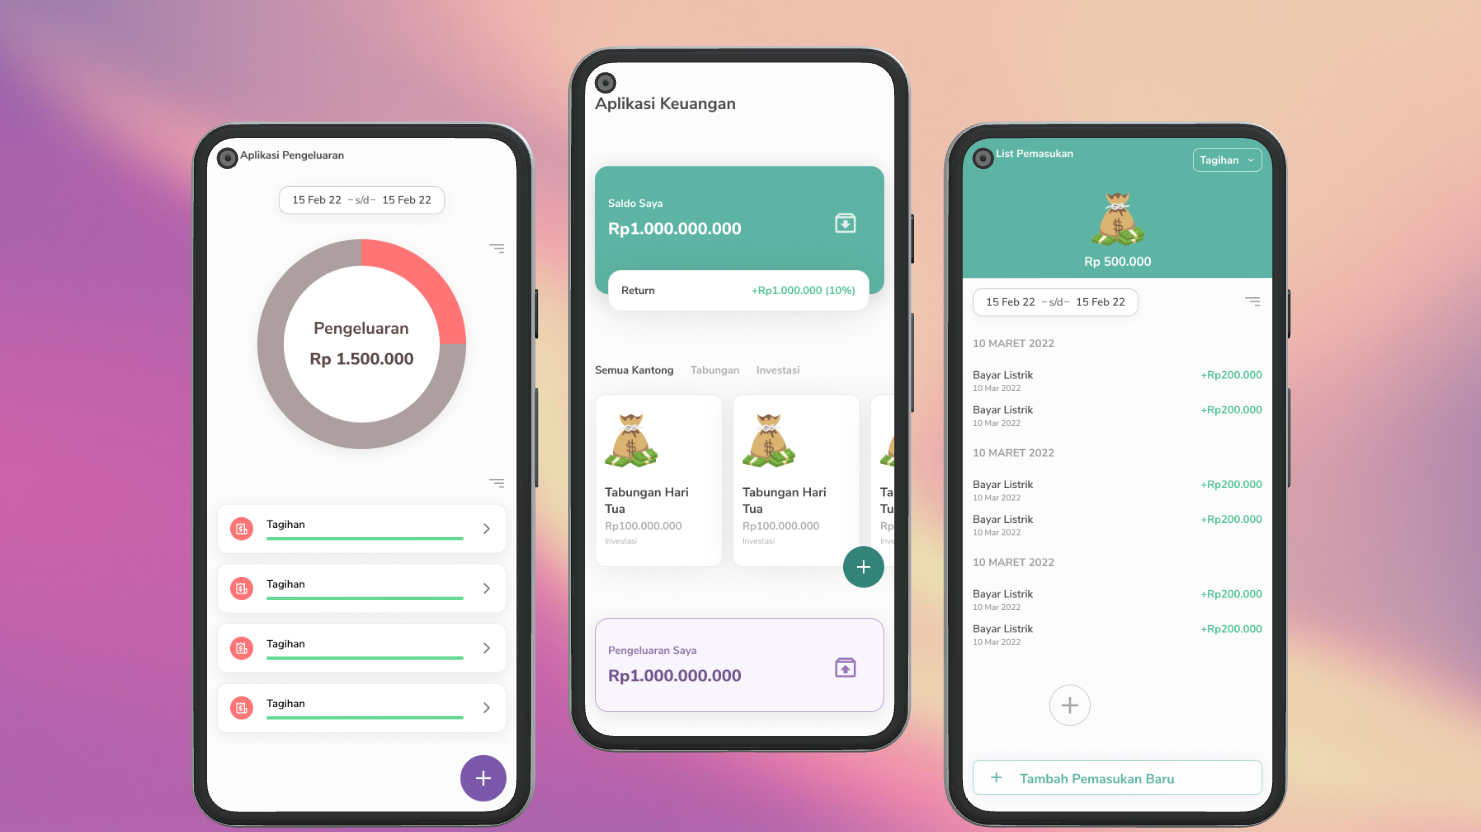 Aplikasi Pengeluaran
15 Feb 22 – s/d – 15 Feb 22
Pengeluaran
Rp 1.500.000
Tagihan
Tagihan
Tagihan
Tagihan
Aplikasi Keuangan
Saldo Saya
Rp1.000.000.000
Return +Rp1.000.000 (10%)
Semua Kantong Tabungan Investasi
Tabungan Hari
Tua
Rp100.000.000
Investasi
Tabungan Hari
Tua
Rp100.000.000
Investasi
Ta
Tu
Rp
Inve
Pengeluaran Saya
Rp1.000.000.000
List Pemasukan
Tagihan
Rp 500.000
15 Feb 22 – s/d – 15 Feb 22
10 MARET 2022
Bayar Listrik +Rp200.000
10 Mar 2022
Bayar Listrik +Rp200.000
10 Mar 2022
10 MARET 2022
Bayar Listrik +Rp200.000
10 Mar 2022
Bayar Listrik +Rp200.000
10 Mar 2022
10 MARET 2022
Bayar Listrik +Rp200.000
10 Mar 2022
Bayar Listrik +Rp200.000
10 Mar 2022
+ Tambah Pemasukan Baru